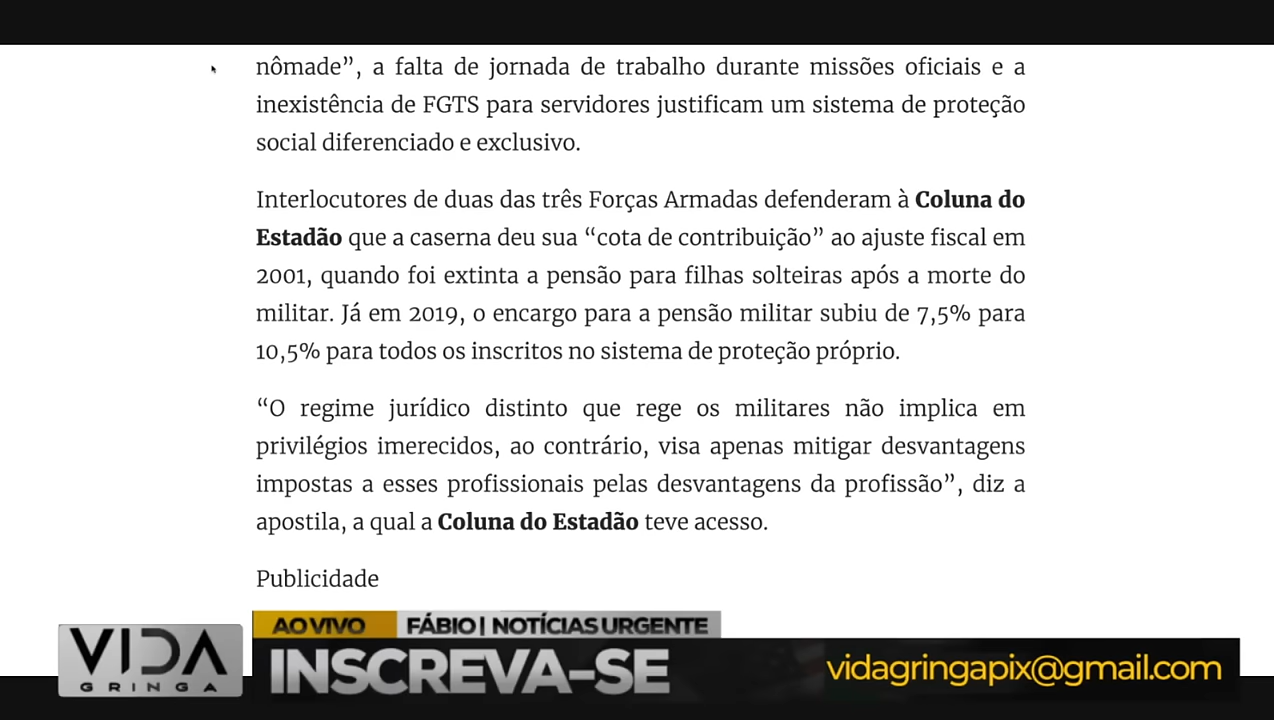 nômade”, a falta de jornada de trabalho durante missões oficiais e a
inexistência de FGTS para servidores justificam um sistema de proteção
social diferenciado e exclusivo.
Interlocutores de duas das três Forças Armadas defenderam à Coluna do
Estadão que a caserna deu sua “cota de contribuição” ao ajuste fiscal em
2001, quando foi extinta a pensão para filhas solteiras após a morte do
militar. Já em 2019, o encargo para a pensão militar subiu de 7,5% para
10,5% para todos os inscritos no sistema de proteção próprio.
“O regime jurídico distinto que rege os militares não implica em
privilégios imerecidos, ao contrário, visa apenas mitigar desvantagens
impostas a esses profissionais pelas desvantagens da profissão”, diz a
apostila, a qual a Coluna do Estadão teve acesso.
Publicidade
AO VIVO FÁBIO | NOTÍCIAS URGENTE
VIDA
GRINGA
INSCREVA-SE
vidagringapix@gmail.com